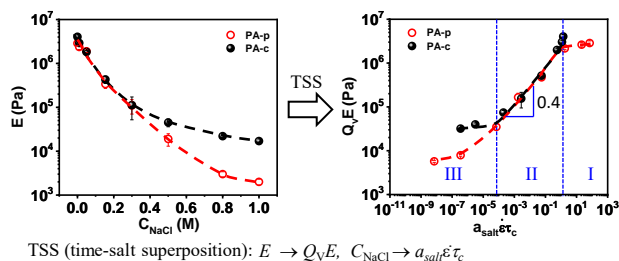 PA-p
PA-c
10⁷
10⁶
10⁵
10⁴
10³
E
(Pa)
0.0 0.2 0.4 0.6 0.8 1.0
C_NaCl (M)
TSS
PA-p
PA-c
10⁷
10⁶
10⁵
10⁴
10³
Q_vE
(Pa)
0.4
III II I
10⁻¹¹ 10⁻⁹ 10⁻⁷ 10⁻⁵ 10⁻³ 10⁻¹ 10¹ 10³
a_salt ε̇τ_c
TSS (time-salt superposition): E → Q_VE, C_NaCl → a_salt ε̇τ_c